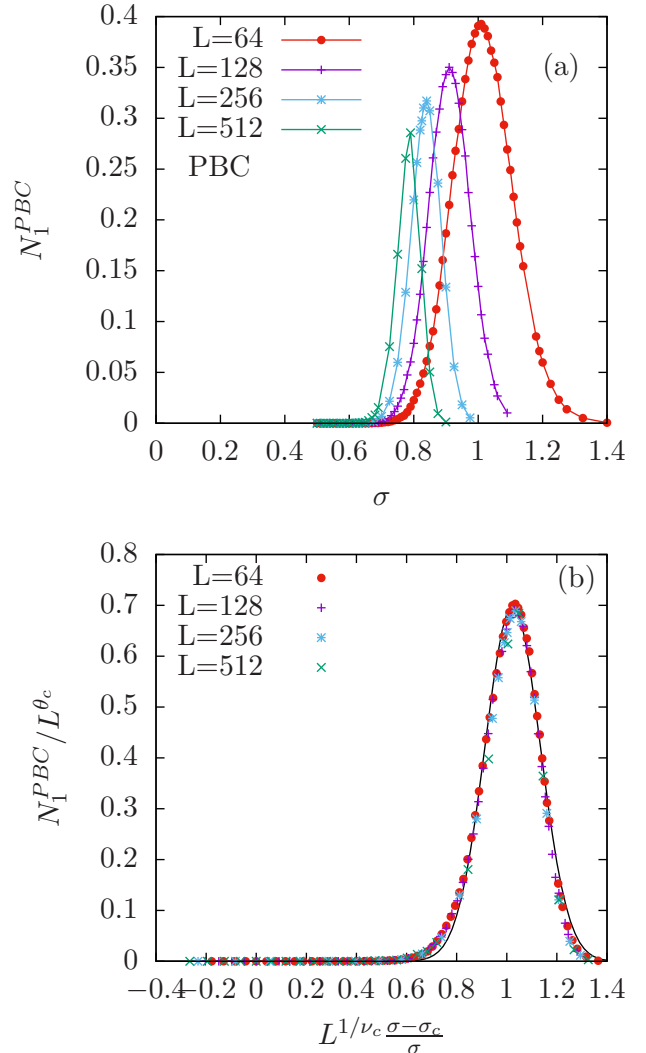 0.4
0.35
0.3
0.25
0.2
0.15
0.1
0.05
0
N_1^{PBC}
L=64
L=128
L=256
L=512
PBC
(a)
0 0.2 0.4 0.6 0.8 1 1.2 1.4
σ
0.8
0.7
0.6
0.5
0.4
0.3
0.2
0.1
0
N_1^{PBC}/L^{θ_c}
L=64
L=128
L=256
L=512
(b)
−0.4 −0.2 0 0.2 0.4 0.6 0.8 1 1.2 1.4
L^{1/ν_c} \frac{σ−σ_c}{σ}